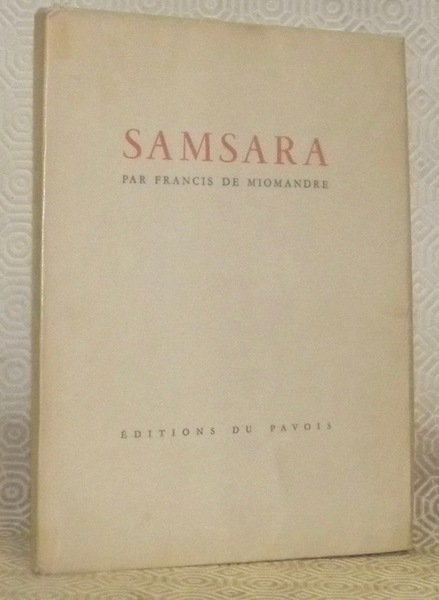 SAMSARA
PAR FRANCIS DE MIOMANDRE
ÉDITIONS DU PAVOIS